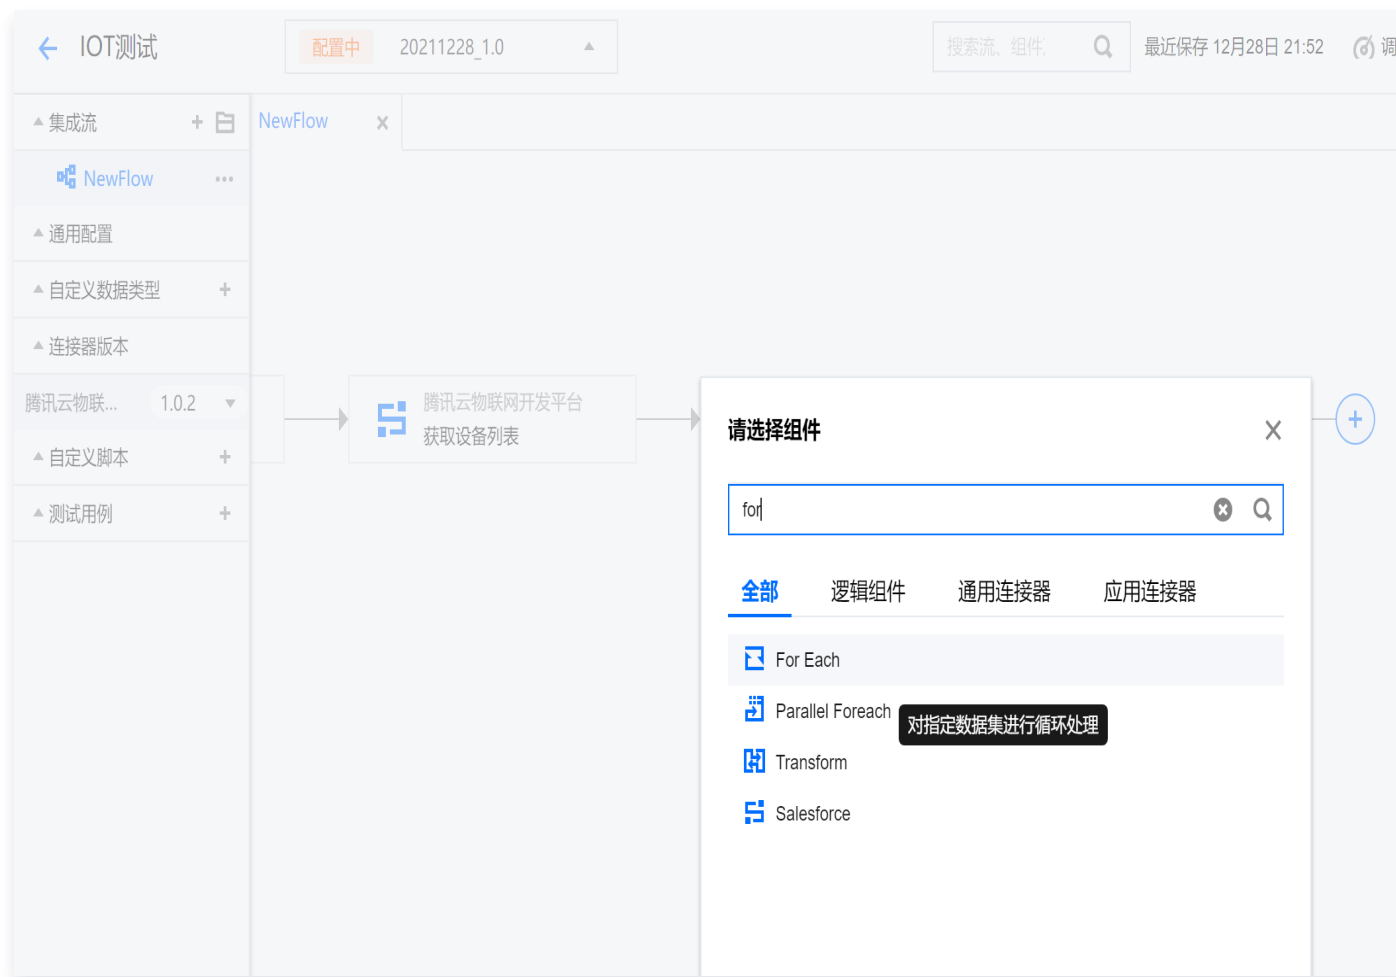 IOT测试
配置中 20211228_1.0
搜索流、组件、
最近保存 12月28日 21:52
调
集成流
NewFlow
NewFlow
通用配置
自定义数据类型
连接器版本
腾讯云物联... 1.0.2
自定义脚本
测试用例
腾讯云物联网开发平台
获取设备列表
请选择组件
for
全部 逻辑组件 通用连接器 应用连接器
For Each
Parallel Foreach
对指定数据集进行循环处理
Transform
Salesforce